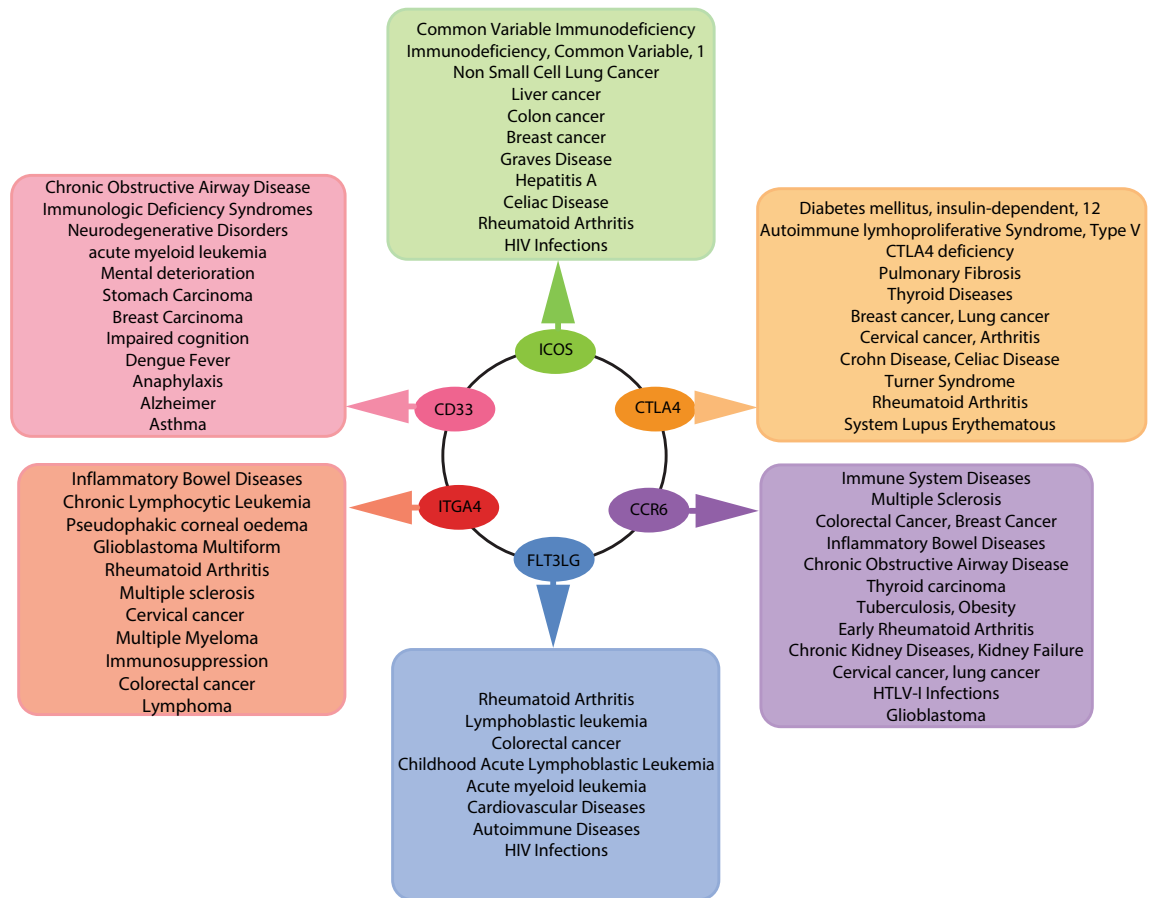 Common Variable Immunodeficiency
Immunodeficiency, Common Variable, 1
Non Small Cell Lung Cancer
Liver cancer
Colon cancer
Breast cancer
Graves Disease
Hepatitis A
Celiac Disease
Rheumatoid Arthritis
HIV Infections
Chronic Obstructive Airway Disease
Immunologic Deficiency Syndromes
Neurodegenerative Disorders
acute myeloid leukemia
Mental deterioration
Stomach Carcinoma
Breast Carcinoma
Impaired cognition
Dengue Fever
Anaphylaxis
Alzheimer
Asthma
Diabetes mellitus, insulin-dependent, 12
Autoimmune lymhoproliferative Syndrome, Type V
CTLA4 deficiency
Pulmonary Fibrosis
Thyroid Diseases
Breast cancer, Lung cancer
Cervical cancer, Arthritis
Crohn Disease, Celiac Disease
Turner Syndrome
Rheumatoid Arthritis
System Lupus Erythematous
ICOS
CD33
CTLA4
ITGA4
CCR6
FLT3LG
Inflammatory Bowel Diseases
Chronic Lymphocytic Leukemia
Pseudophakic corneal oedema
Glioblastoma Multiform
Rheumatoid Arthritis
Multiple sclerosis
Cervical cancer
Multiple Myeloma
Immunosuppression
Colorectal cancer
Lymphoma
Immune System Diseases
Multiple Sclerosis
Colorectal Cancer, Breast Cancer
Inflammatory Bowel Diseases
Chronic Obstructive Airway Disease
Thyroid carcinoma
Tuberculosis, Obesity
Early Rheumatoid Arthritis
Chronic Kidney Diseases, Kidney Failure
Cervical cancer, lung cancer
HTLV-I Infections
Glioblastoma
Rheumatoid Arthritis
Lymphoblastic leukemia
Colorectal cancer
Childhood Acute Lymphoblastic Leukemia
Acute myeloid leukemia
Cardiovascular Diseases
Autoimmune Diseases
HIV Infections